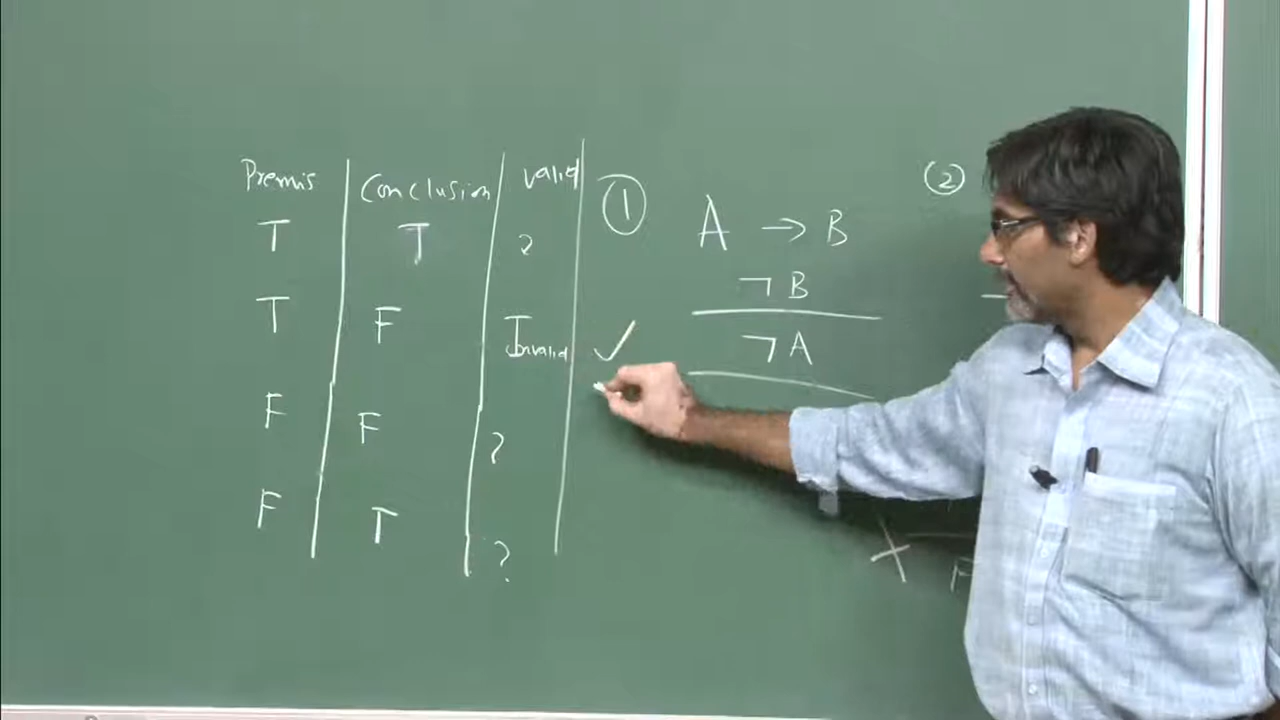 Premis Conclusion valid
T T ?
T F Invalid ✓
F F ?
F T ?
① ②
A → B
¬ B
¬ A
X F